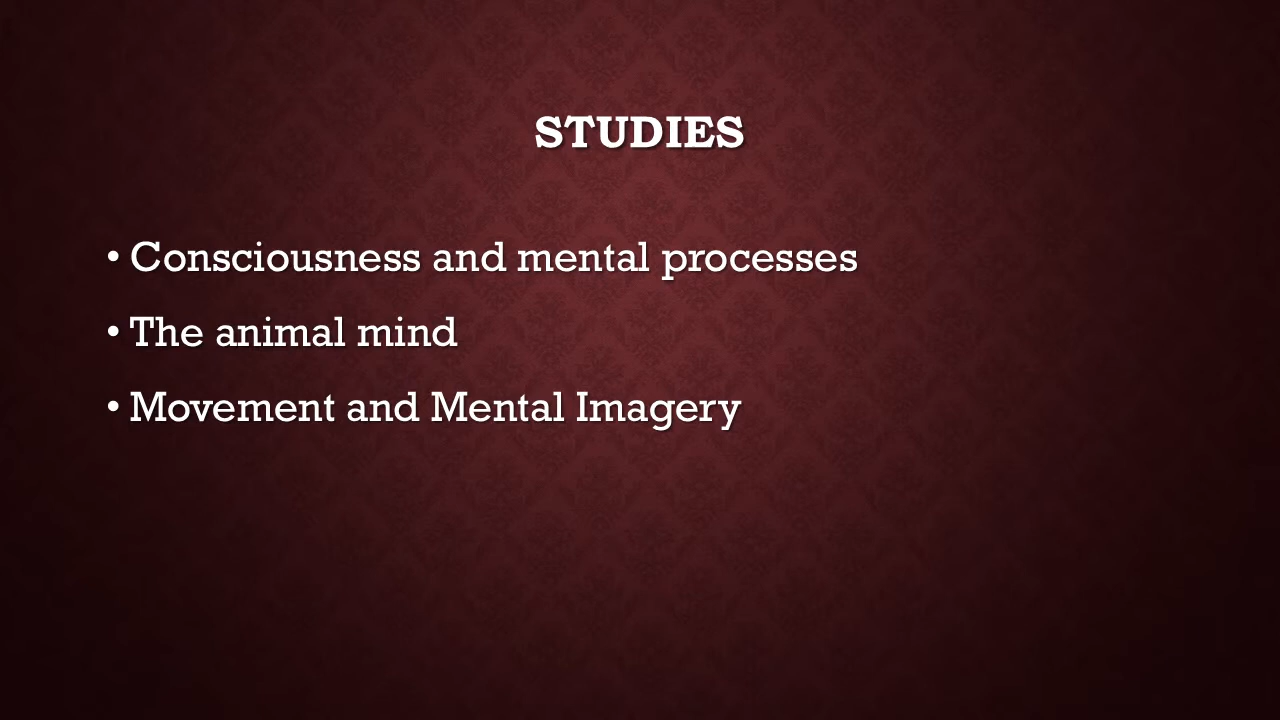 STUDIES
• Consciousness and mental processes
• The animal mind
• Movement and Mental Imagery